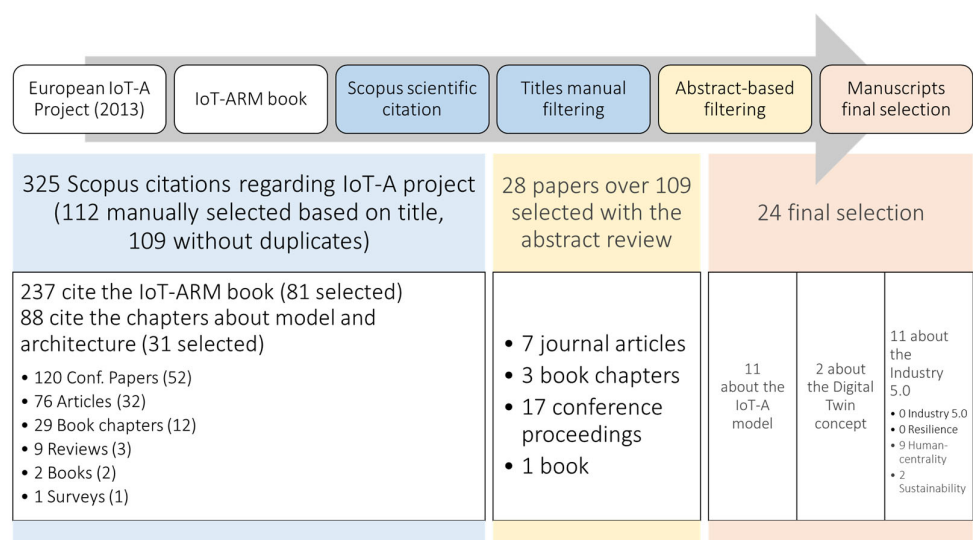 European IoT-A
Project (2013)
IoT-ARM book
Scopus scientific
citation
Titles manual
filtering
Abstract-based
filtering
Manuscripts
final selection
325 Scopus citations regarding IoT-A project
(112 manually selected based on title,
109 without duplicates)
28 papers over 109
selected with the
abstract review
24 final selection
237 cite the IoT-ARM book (81 selected)
88 cite the chapters about model and
architecture (31 selected)
• 120 Conf. Papers (52)
• 76 Articles (32)
• 29 Book chapters (12)
• 9 Reviews (3)
• 2 Books (2)
• 1 Surveys (1)
• 7 journal articles
• 3 book chapters
• 17 conference
proceedings
• 1 book
11
about the
IoT-A
model
2 about
the Digital
Twin
concept
11 about
the
Industry
5.0
• 0 Industry 5.0
• 0 Resilience
• 9 Human-
centrality
• 2
Sustainability